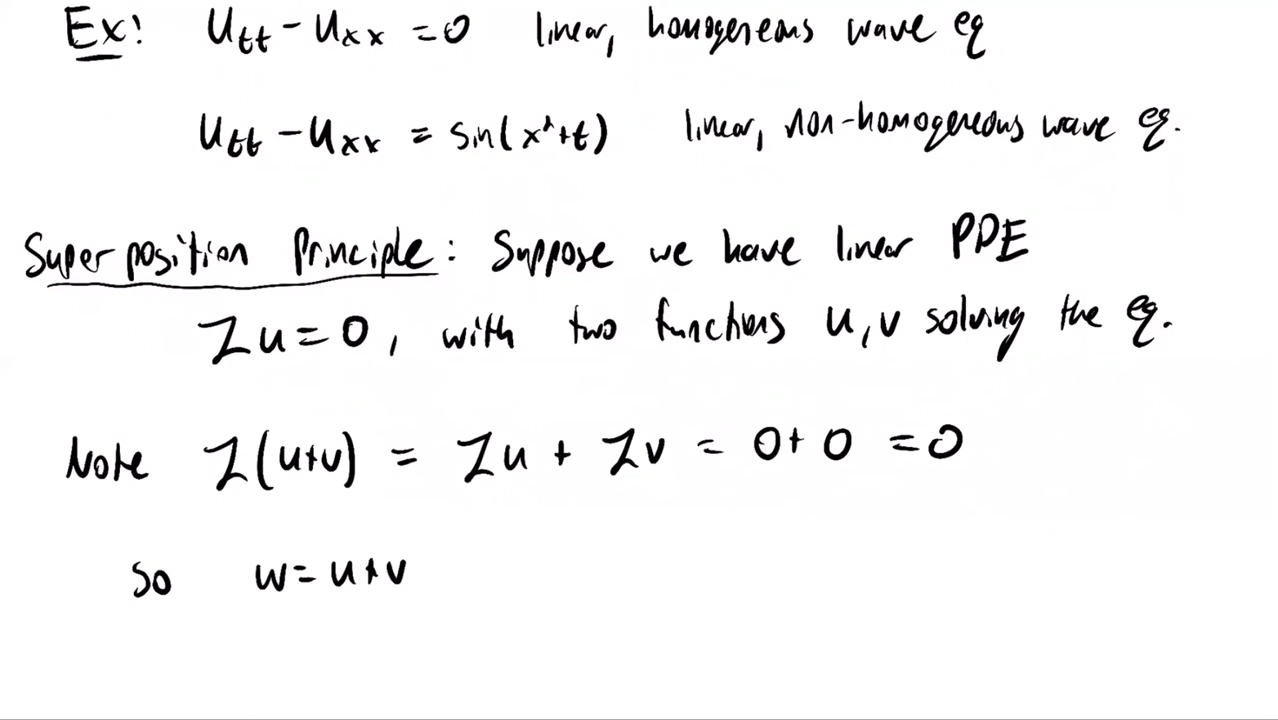 Ex: u_tt - u_xx = 0 linear, homogeneous wave eq
u_tt - u_xx = sin(x²+t) linear, non-homogeneous wave eq.
Superposition Principle: Suppose we have linear PDE
ℒu = 0, with two functions u, v solving the eq.
Note ℒ(u+v) = ℒu + ℒv = 0 + 0 = 0
So w = u + v